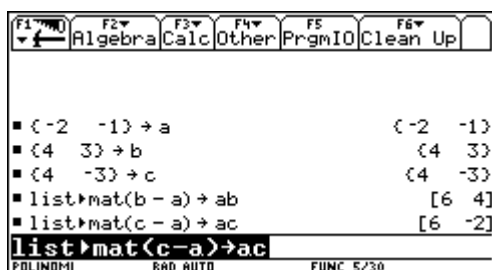 F1 F2 F3 F4 F5 F6
Algebra Calc Other PrgmIO Clean Up
{-2 -1} → a {-2 -1}
{4 3} → b {4 3}
{4 -3} → c {4 -3}
list▸mat(b - a) → ab [6 4]
list▸mat(c - a) → ac [6 -2]
list▸mat(c-a)→ac
POLINOMI RAD AUTO FUNC 5/30